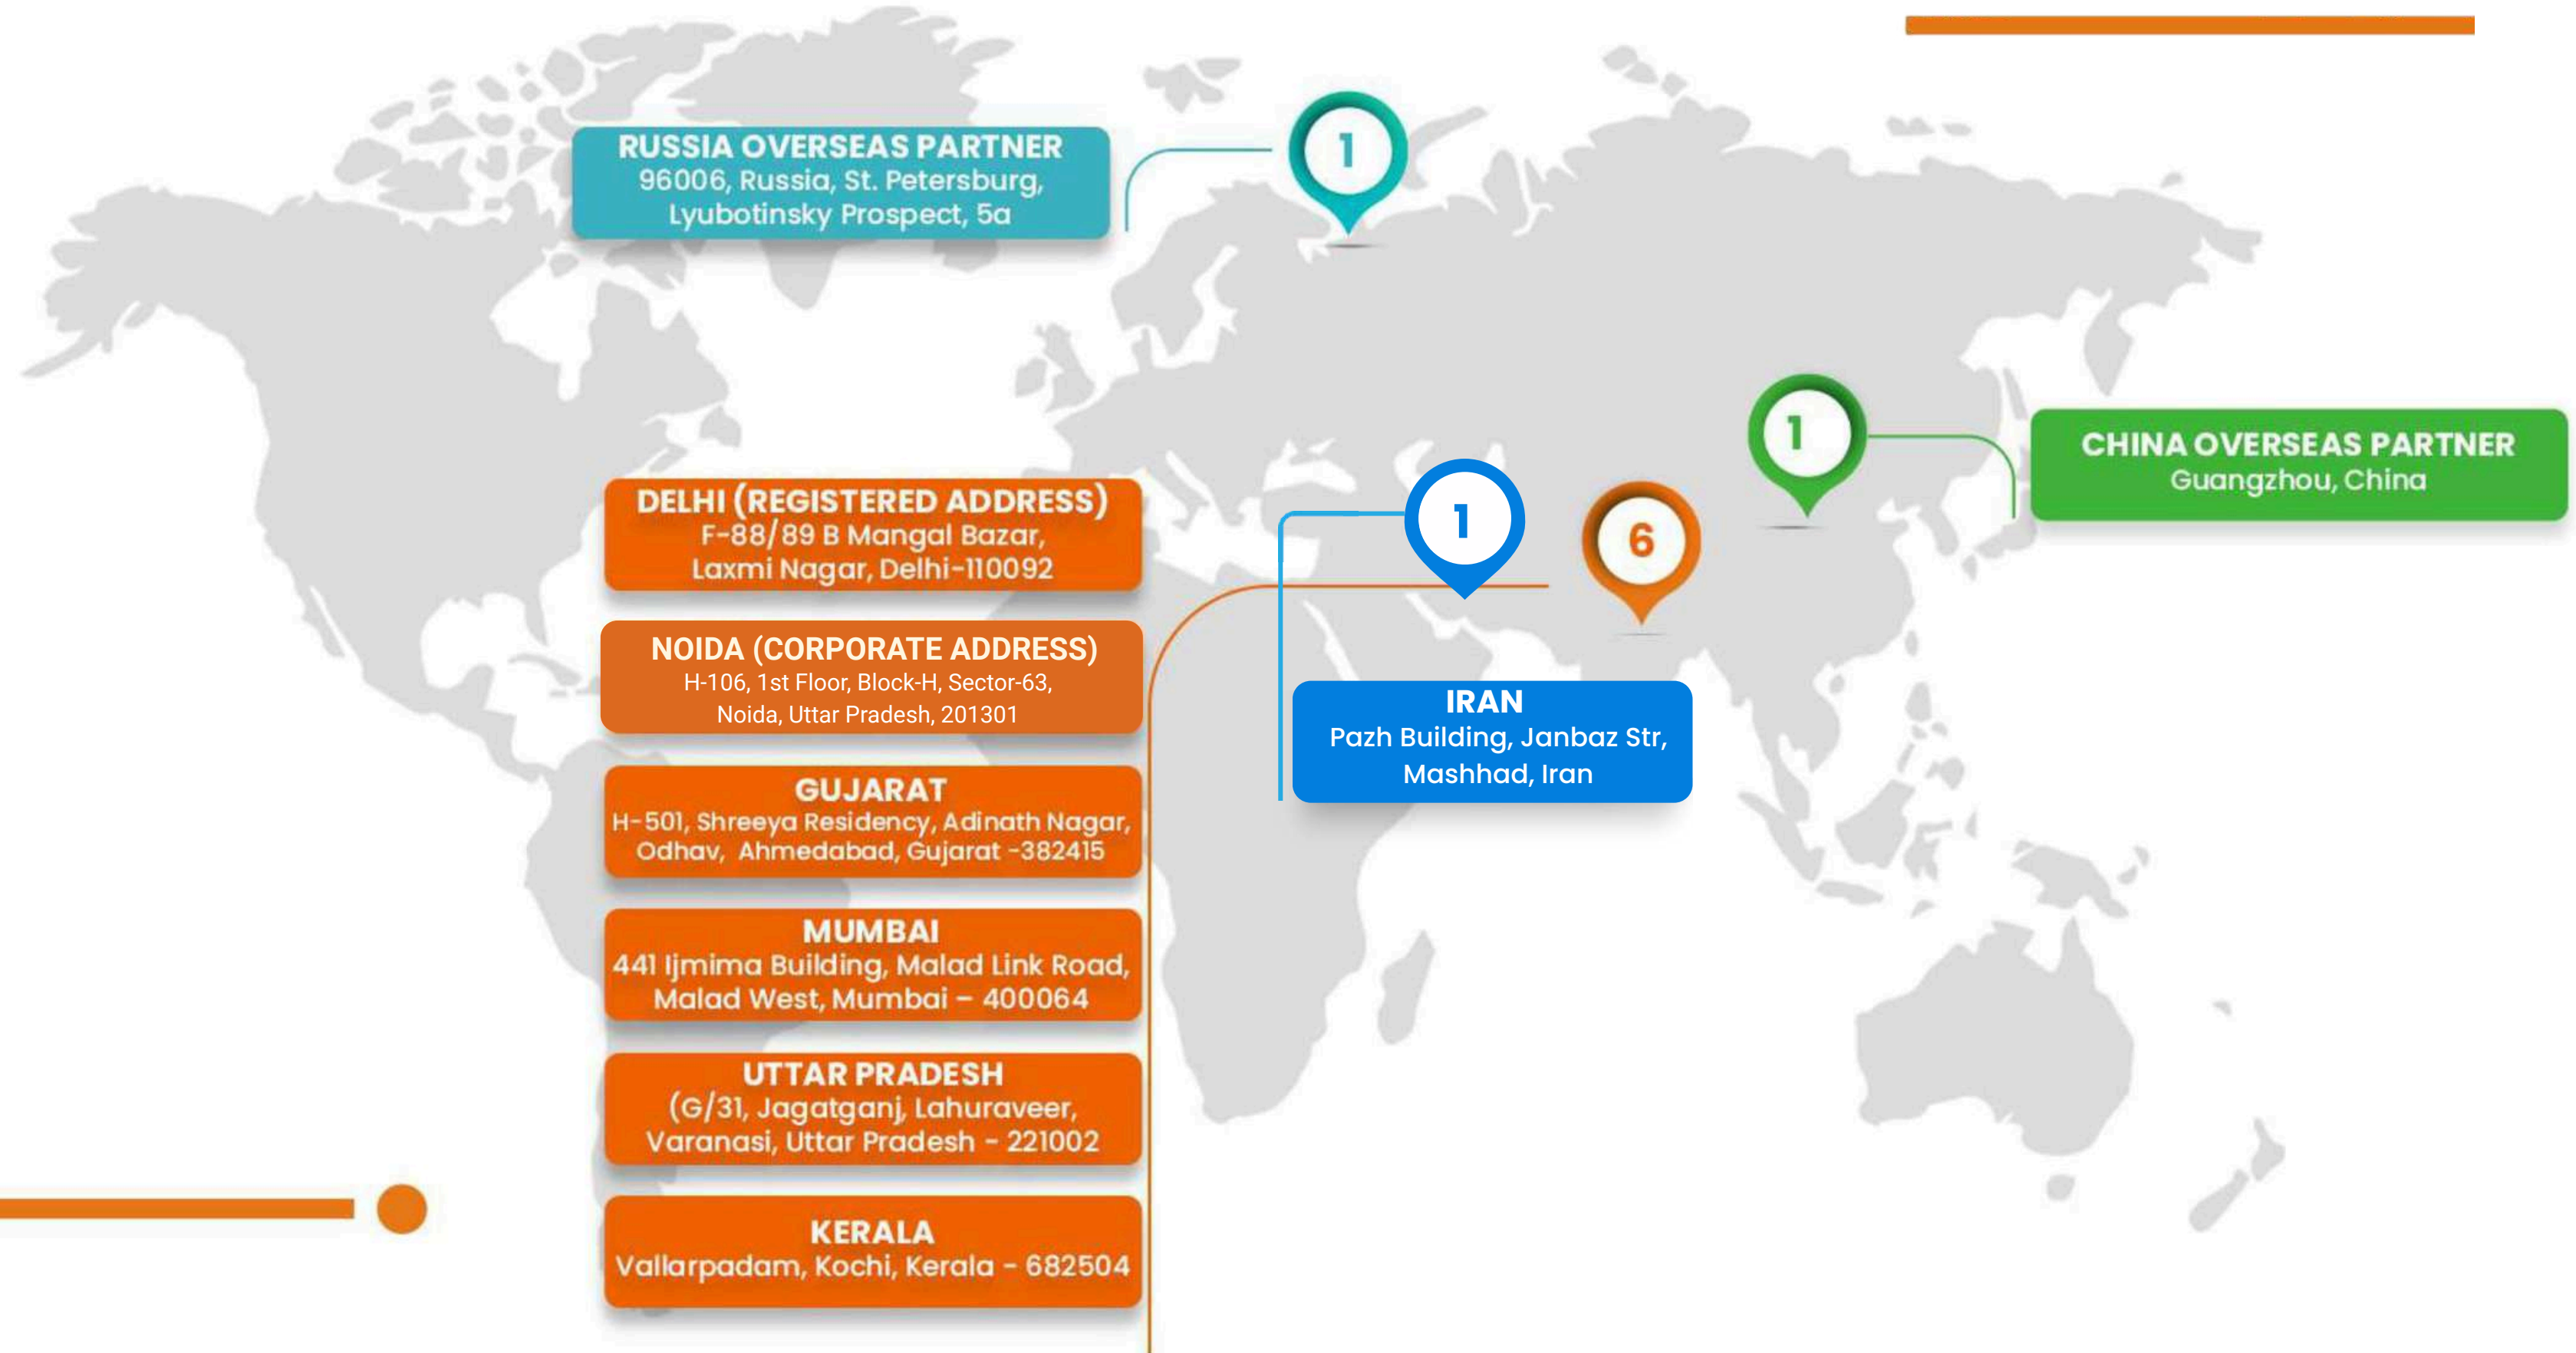 RUSSIA OVERSEAS PARTNER
96006, Russia, St. Petersburg,
Lyubotinsky Prospect, 5a
1
1
CHINA OVERSEAS PARTNER
Guangzhou, China
1
6
IRAN
Pazh Building, Janbaz Str,
Mashhad, Iran
DELHI (REGISTERED ADDRESS)
F-88/89 B Mangal Bazar,
Laxmi Nagar, Delhi-110092
NOIDA (CORPORATE ADDRESS)
H-106, 1st Floor, Block-H, Sector-63,
Noida, Uttar Pradesh, 201301
GUJARAT
H-501, Shreeya Residency, Adinath Nagar,
Odhav, Ahmedabad, Gujarat -382415
MUMBAI
441 Ijmima Building, Malad Link Road,
Malad West, Mumbai – 400064
UTTAR PRADESH
(G/31, Jagatganj, Lahuraveer,
Varanasi, Uttar Pradesh - 221002
KERALA
Vallarpadam, Kochi, Kerala - 682504